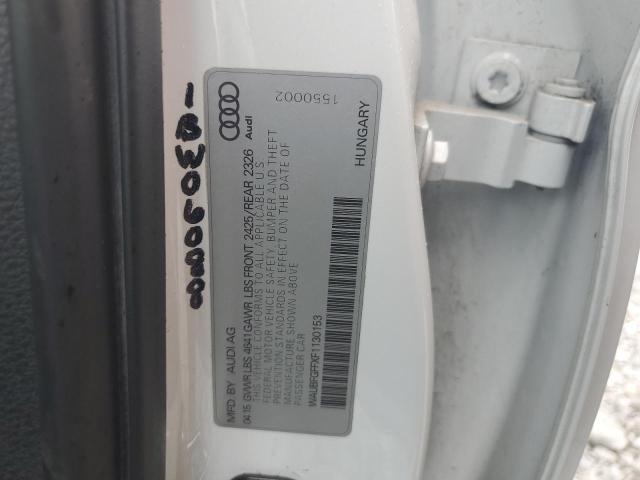 MFD. BY AUDI AG
Audi
04.15 GVWR LBS 4641 GAWR LBS FRONT 2425/REAR 2326
THIS VEHICLE CONFORMS TO ALL APPLICABLE U.S.
FEDERAL MOTOR VEHICLE SAFETY, BUMPER AND THEFT
PREVENTION STANDARDS IN EFFECT ON THE DATE OF
MANUFACTURE SHOWN ABOVE
PASSENGER CAR
WAUBFGFFXF1130153
1550002
HUNGARY